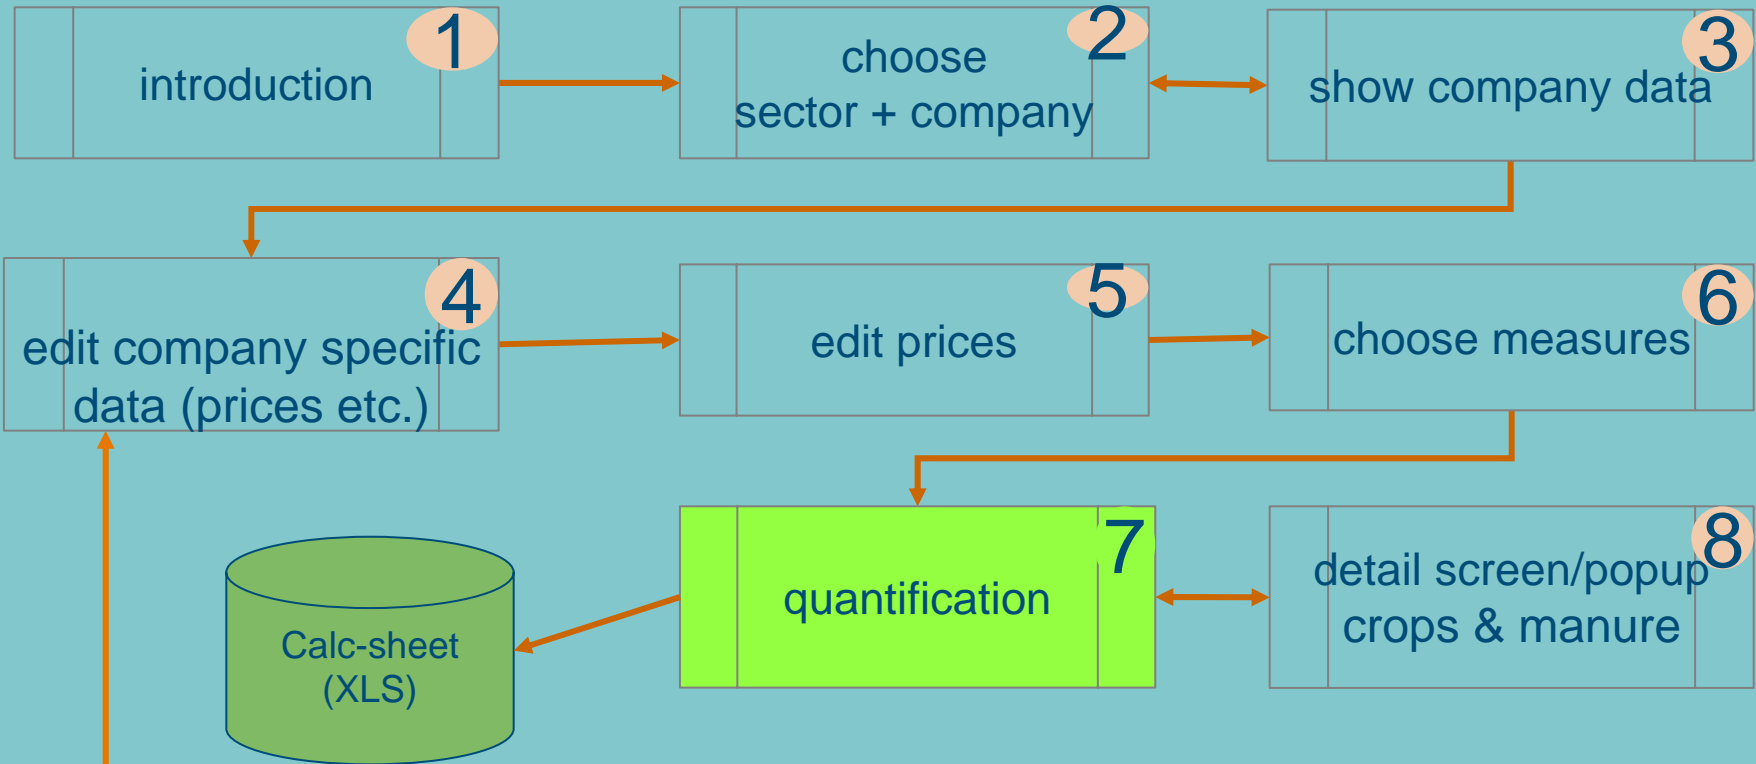 1
introduction
2
choose
sector + company
3
show company data
4
edit company specific
data (prices etc.)
5
edit prices
6
choose measures
7
quantification
8
detail screen/popup
crops & manure
Calc-sheet
(XLS)